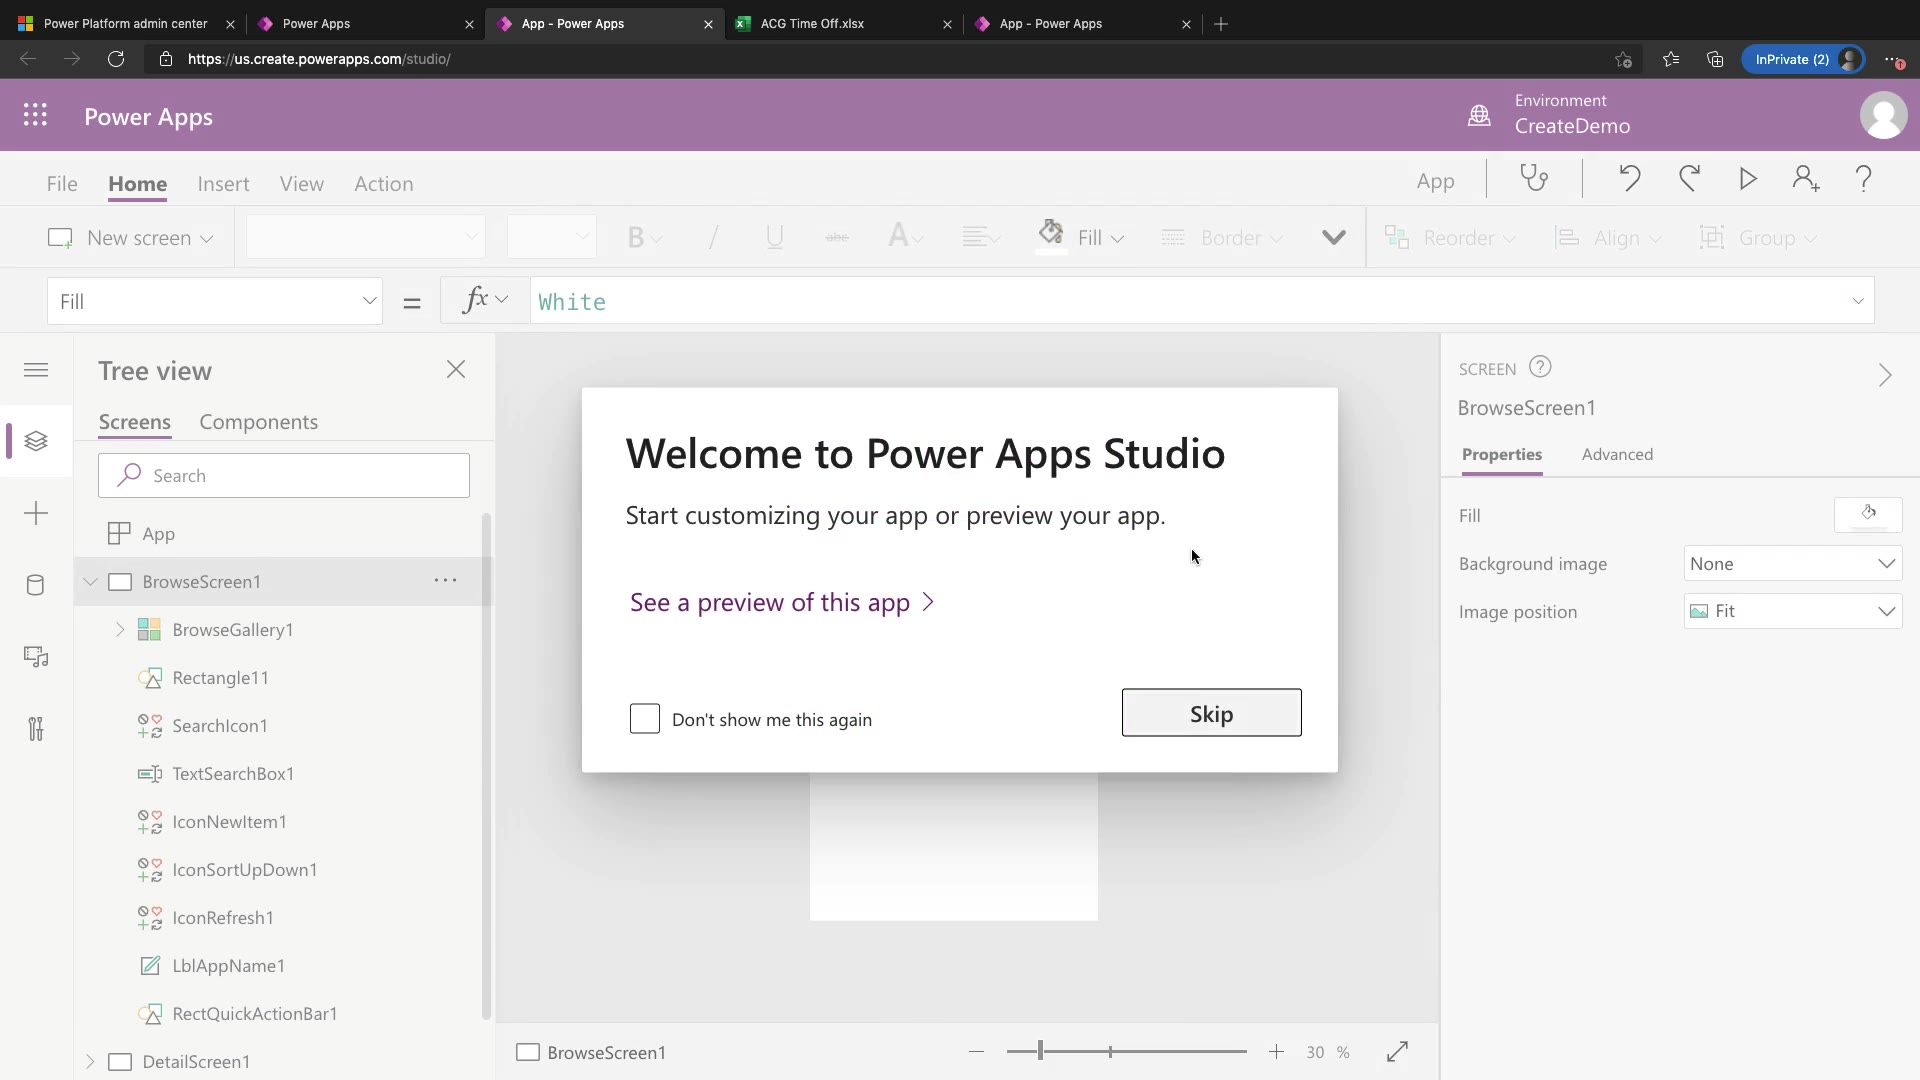 Power Platform admin center
Power Apps
App - Power Apps
ACG Time Off.xlsx
App - Power Apps
https://us.create.powerapps.com/studio/
InPrivate (2)
Power Apps
Environment
CreateDemo
File
Home
Insert
View
Action
App
New screen
B
/
U
abc
A
Fill
Border
Reorder
Align
Group
Fill
=
fx
White
Tree view
Screens
Components
Search
App
BrowseScreen1
BrowseGallery1
Rectangle11
SearchIcon1
TextSearchBox1
IconNewItem1
IconSortUpDown1
IconRefresh1
LblAppName1
RectQuickActionBar1
DetailScreen1
Welcome to Power Apps Studio
Start customizing your app or preview your app.
See a preview of this app
Don't show me this again
Skip
BrowseScreen1
30 %
SCREEN
BrowseScreen1
Properties
Advanced
Fill
Background image
None
Image position
Fit